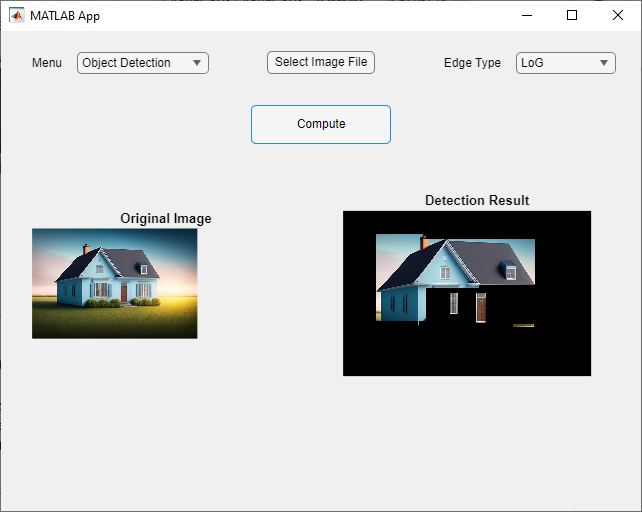 MATLAB App
Menu
Object Detection
Select Image File
Edge Type
LoG
Compute
Original Image
Detection Result